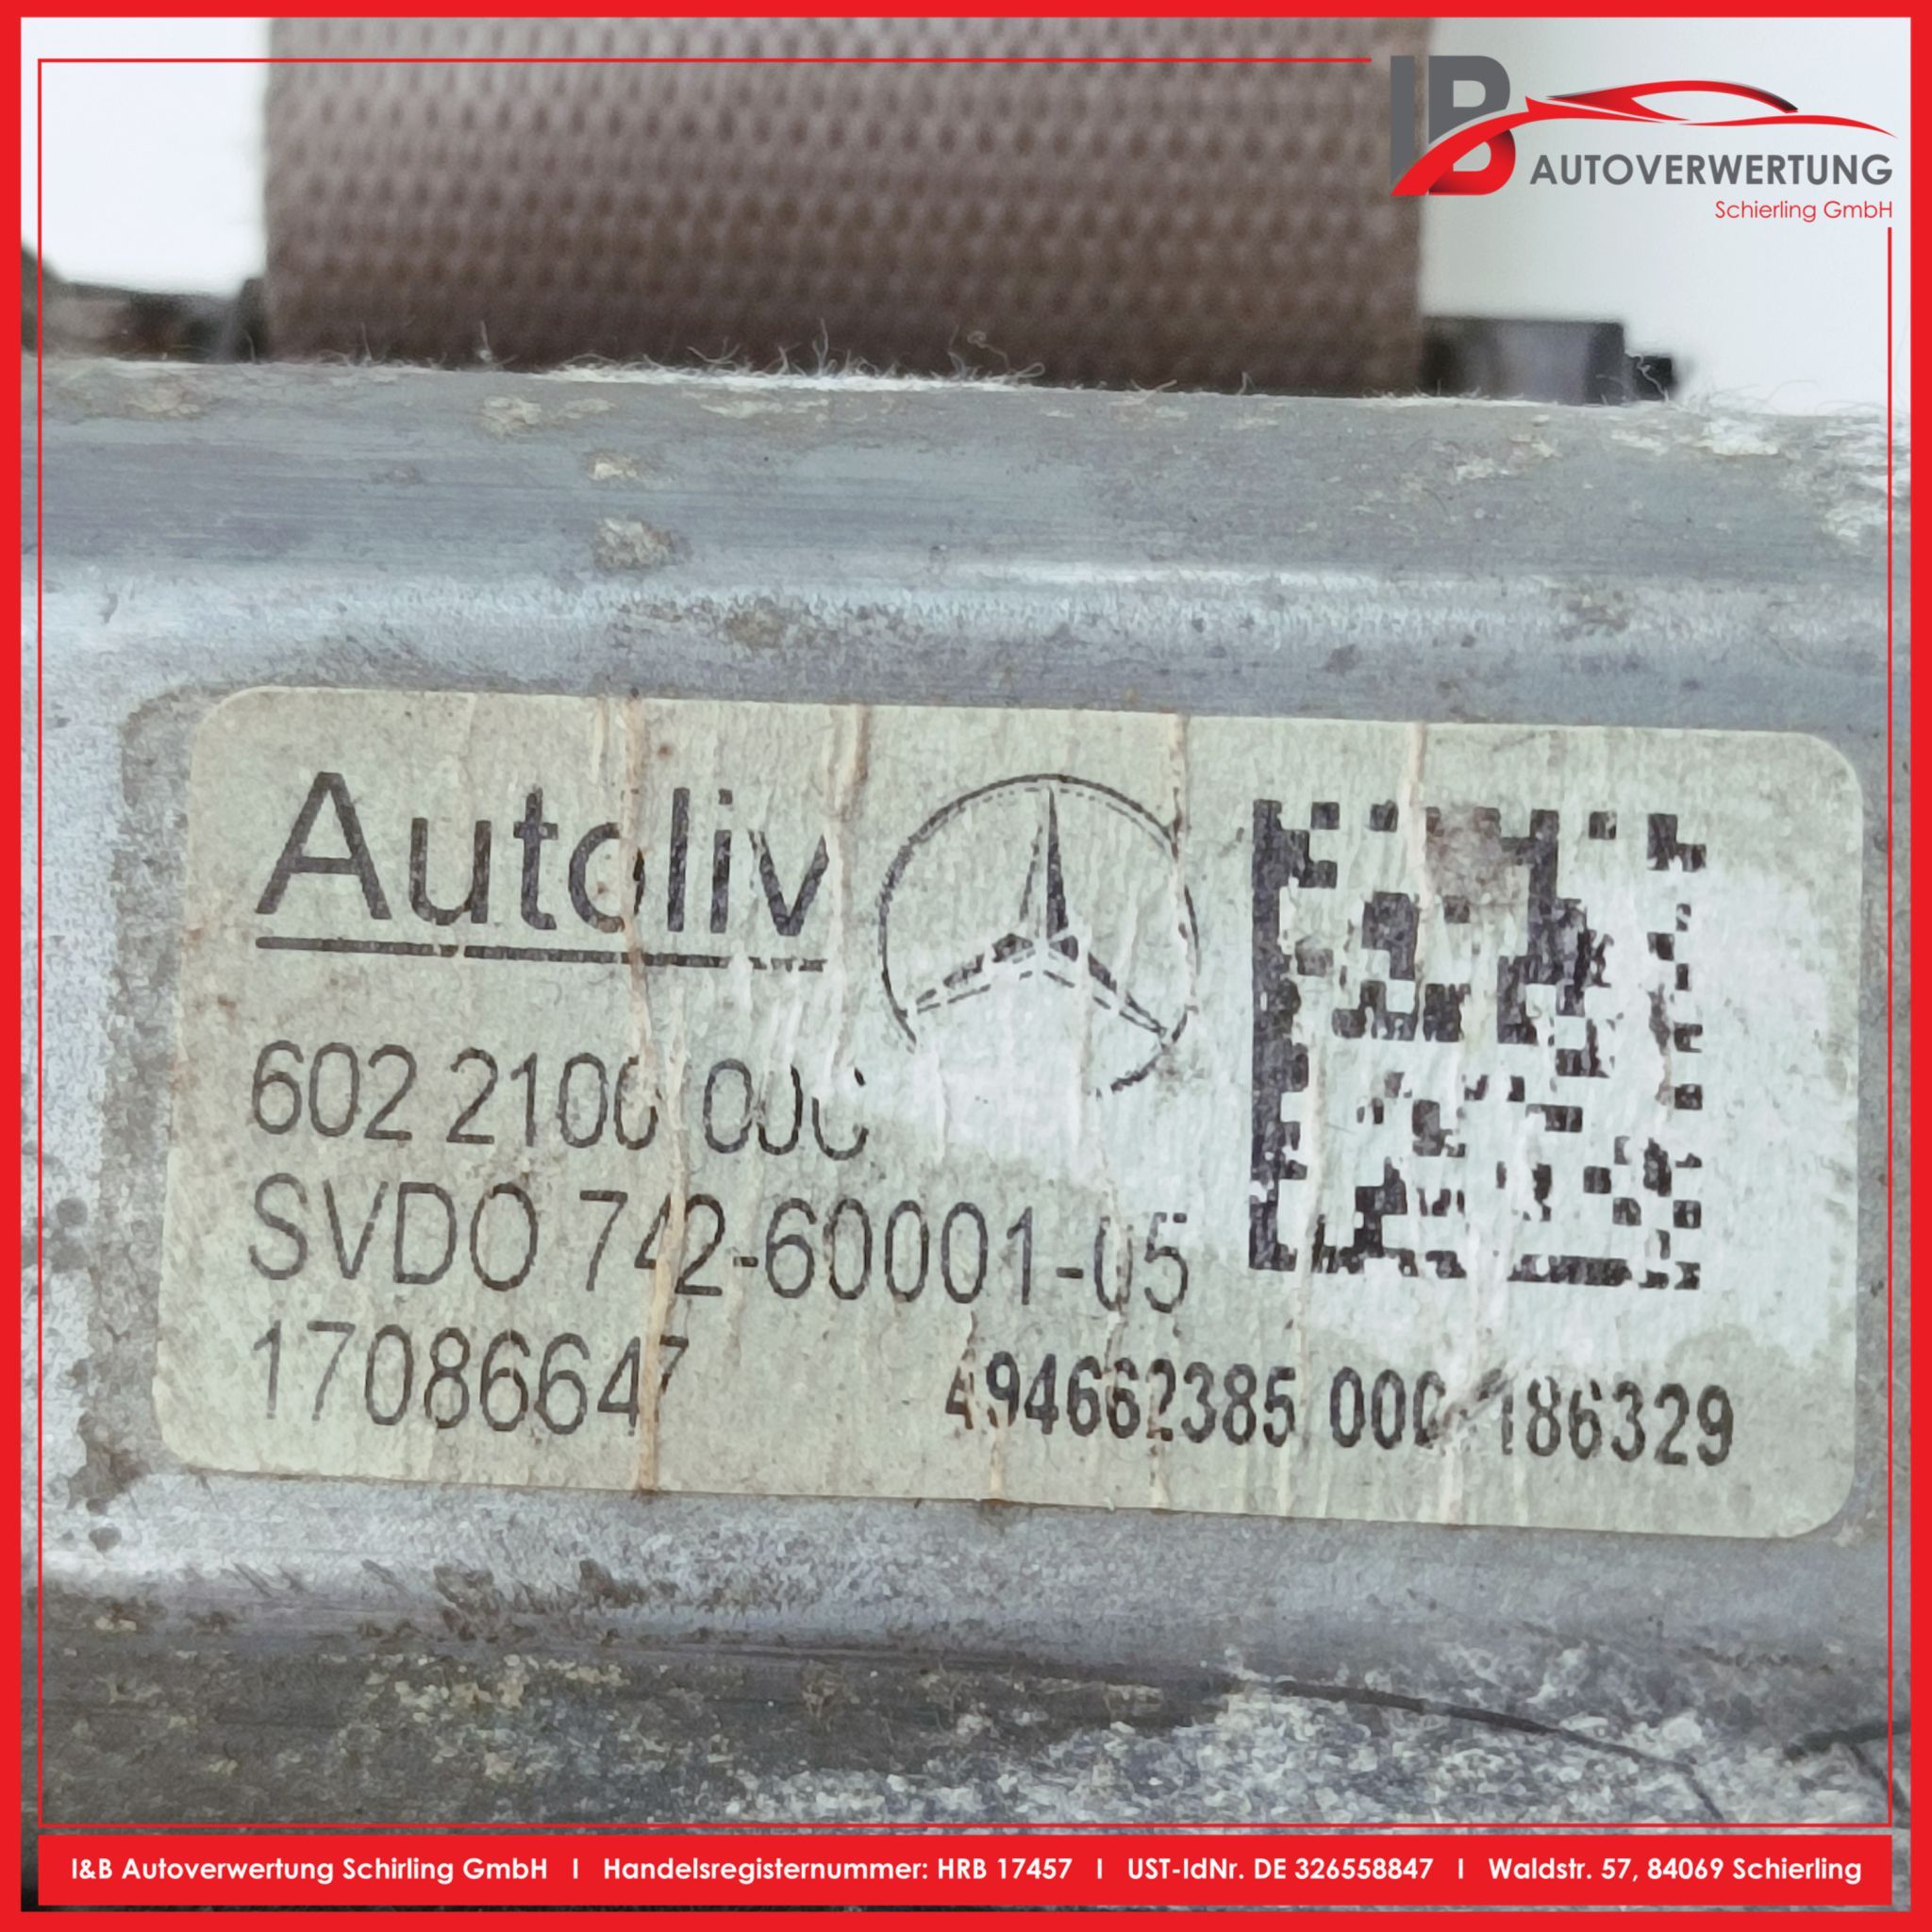 IB
AUTOVERWERTUNG
Schierling GmbH
Autoliv
602 2100
SVDO 742-60001-05
17086647 494662385 186329
I&B Autoverwertung Schirling GmbH I Handelsregisternummer: HRB 17457 I UST-IdNr. DE 326558847 I Waldstr. 57, 84069 Schierling